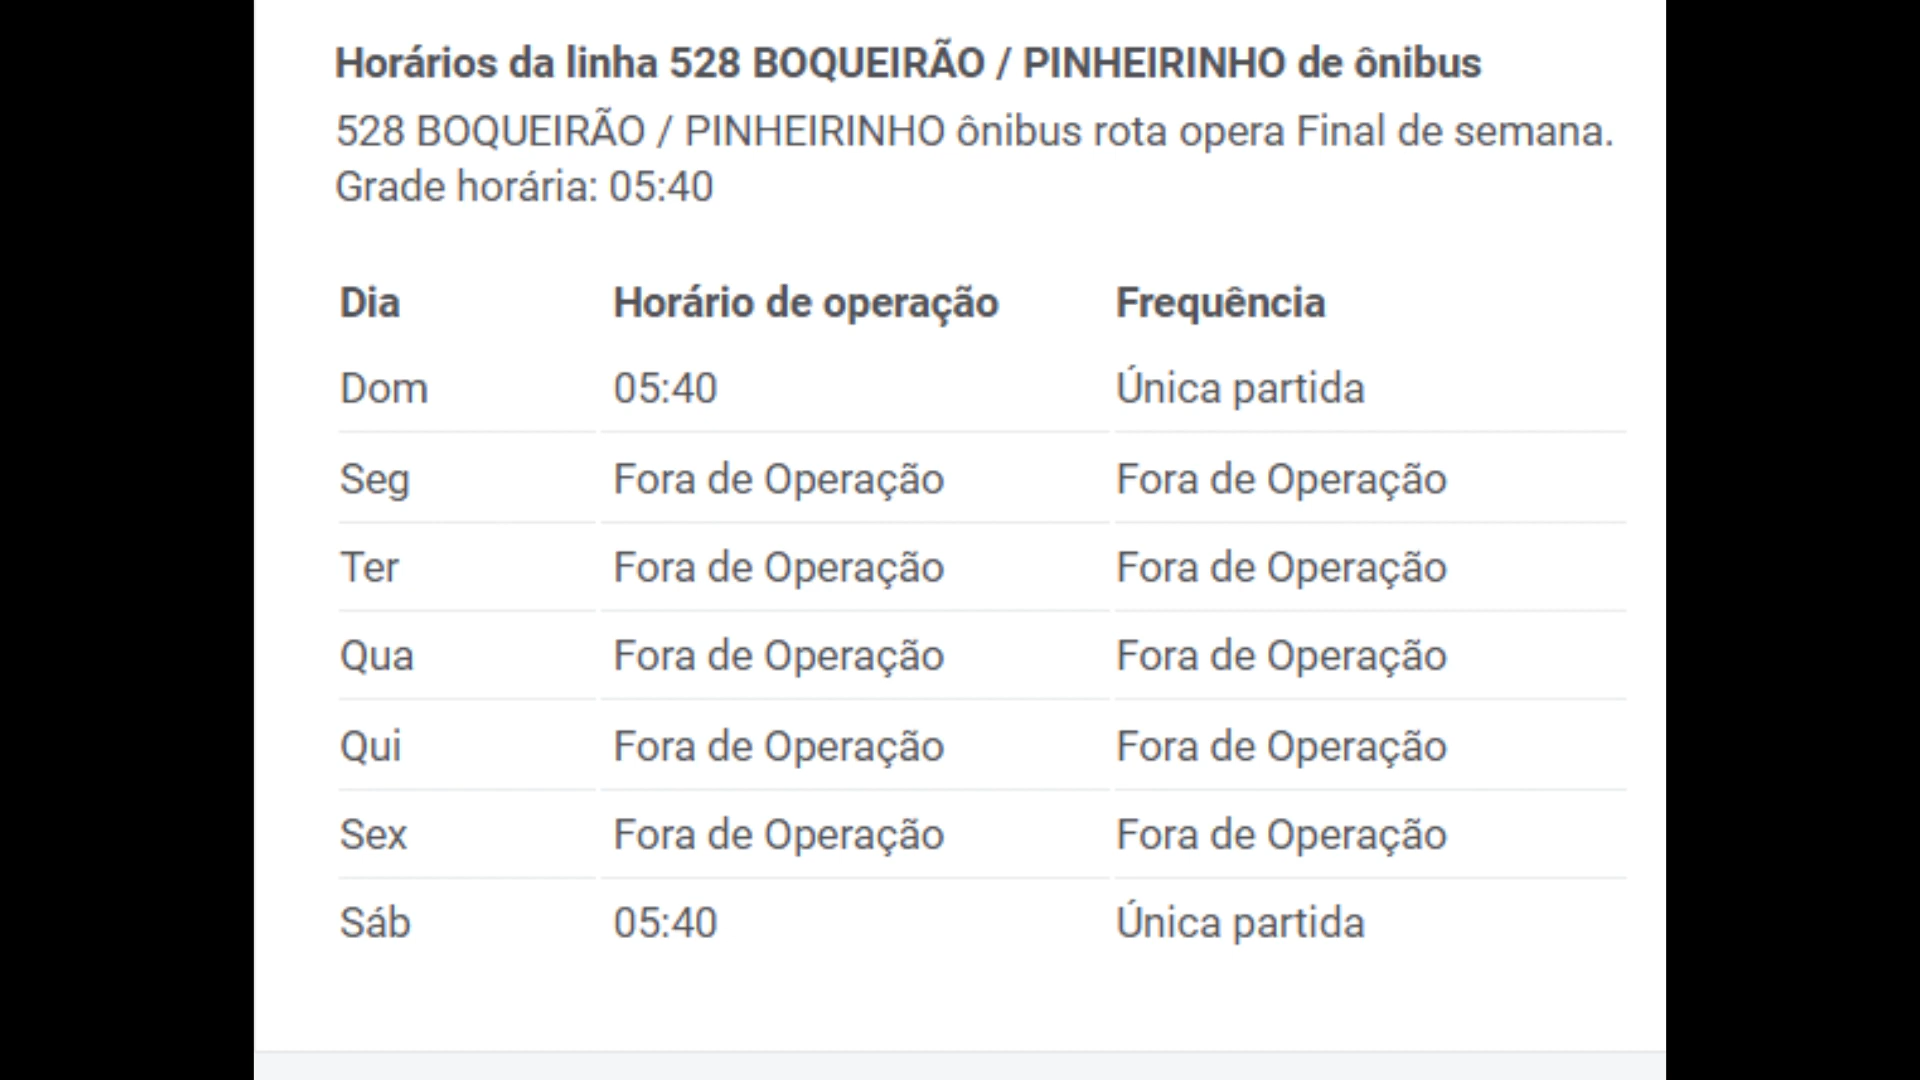 Horários da linha 528 BOQUEIRÃO / PINHEIRINHO de ônibus
528 BOQUEIRÃO / PINHEIRINHO ônibus rota opera Final de semana.
Grade horária: 05:40
Dia Horário de operação Frequência
Dom 05:40 Única partida
Seg Fora de Operação Fora de Operação
Ter Fora de Operação Fora de Operação
Qua Fora de Operação Fora de Operação
Qui Fora de Operação Fora de Operação
Sex Fora de Operação Fora de Operação
Sáb 05:40 Única partida